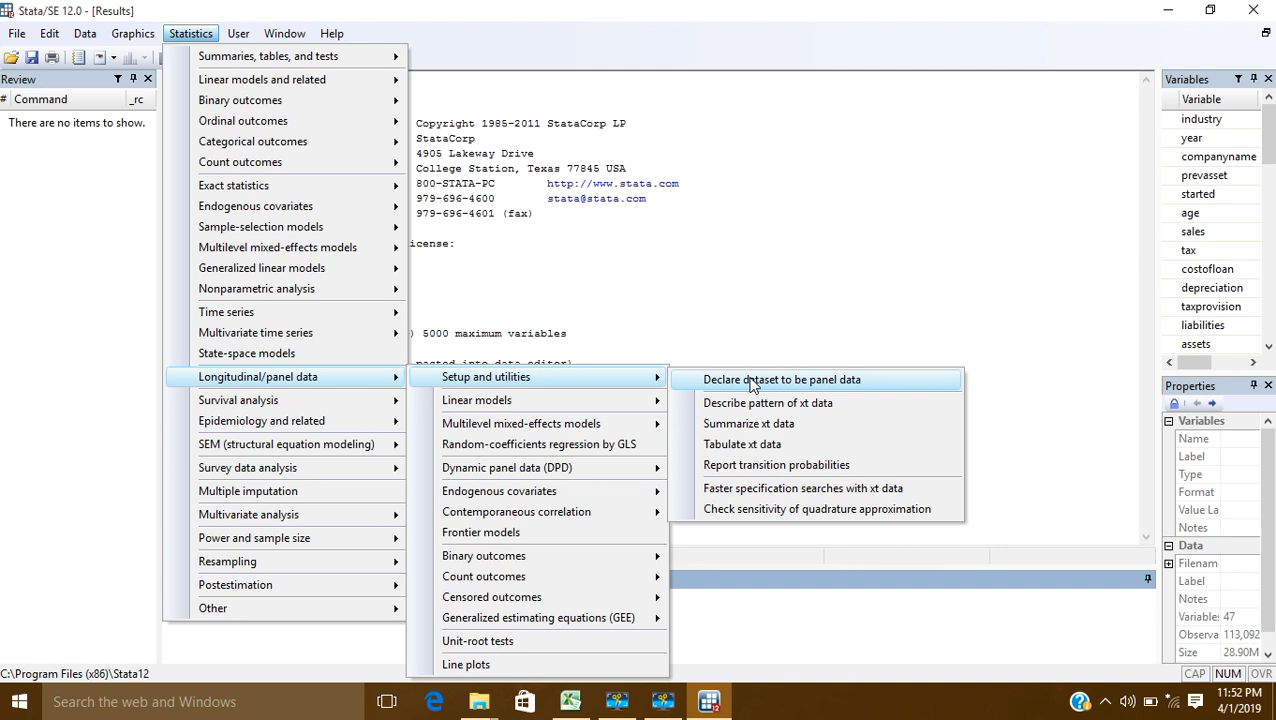 Stata/SE 12.0 - [Results]
File Edit Data Graphics Statistics User Window Help
Review
# Command _rc
There are no items to show.
Summaries, tables, and tests
Linear models and related
Binary outcomes
Ordinal outcomes
Categorical outcomes
Count outcomes
Exact statistics
Endogenous covariates
Sample-selection models
Multilevel mixed-effects models
Generalized linear models
Nonparametric analysis
Time series
Multivariate time series
State-space models
Longitudinal/panel data
Survival analysis
Epidemiology and related
SEM (structural equation modeling)
Survey data analysis
Multiple imputation
Multivariate analysis
Power and sample size
Resampling
Postestimation
Other
Copyright 1985-2011 StataCorp LP
StataCorp
4905 Lakeway Drive
College Station, Texas 77845 USA
800-STATA-PC http://www.stata.com
979-696-4600 stata@stata.com
979-696-4601 (fax)
icense:
) 5000 maximum variables
pasted into data editor)
Setup and utilities
Linear models
Multilevel mixed-effects models
Random-coefficients regression by GLS
Dynamic panel data (DPD)
Endogenous covariates
Contemporaneous correlation
Frontier models
Binary outcomes
Count outcomes
Censored outcomes
Generalized estimating equations (GEE)
Unit-root tests
Line plots
Declare dataset to be panel data
Describe pattern of xt data
Summarize xt data
Tabulate xt data
Report transition probabilities
Faster specification searches with xt data
Check sensitivity of quadrature approximation
Variables
Variable
industry
year
companyname
prevasset
started
age
sales
tax
costofloan
depreciation
taxprovision
liabilities
assets
Properties
Variables
Name
Label
Type
Format
Value La
Notes
Data
Filenam
Label
Notes
Variables 47
Observa 113,092
Size 28.90M
C:\Program Files (x86)\Stata12
CAP NUM OVR
Search the web and Windows
11:52 PM
4/1/2019